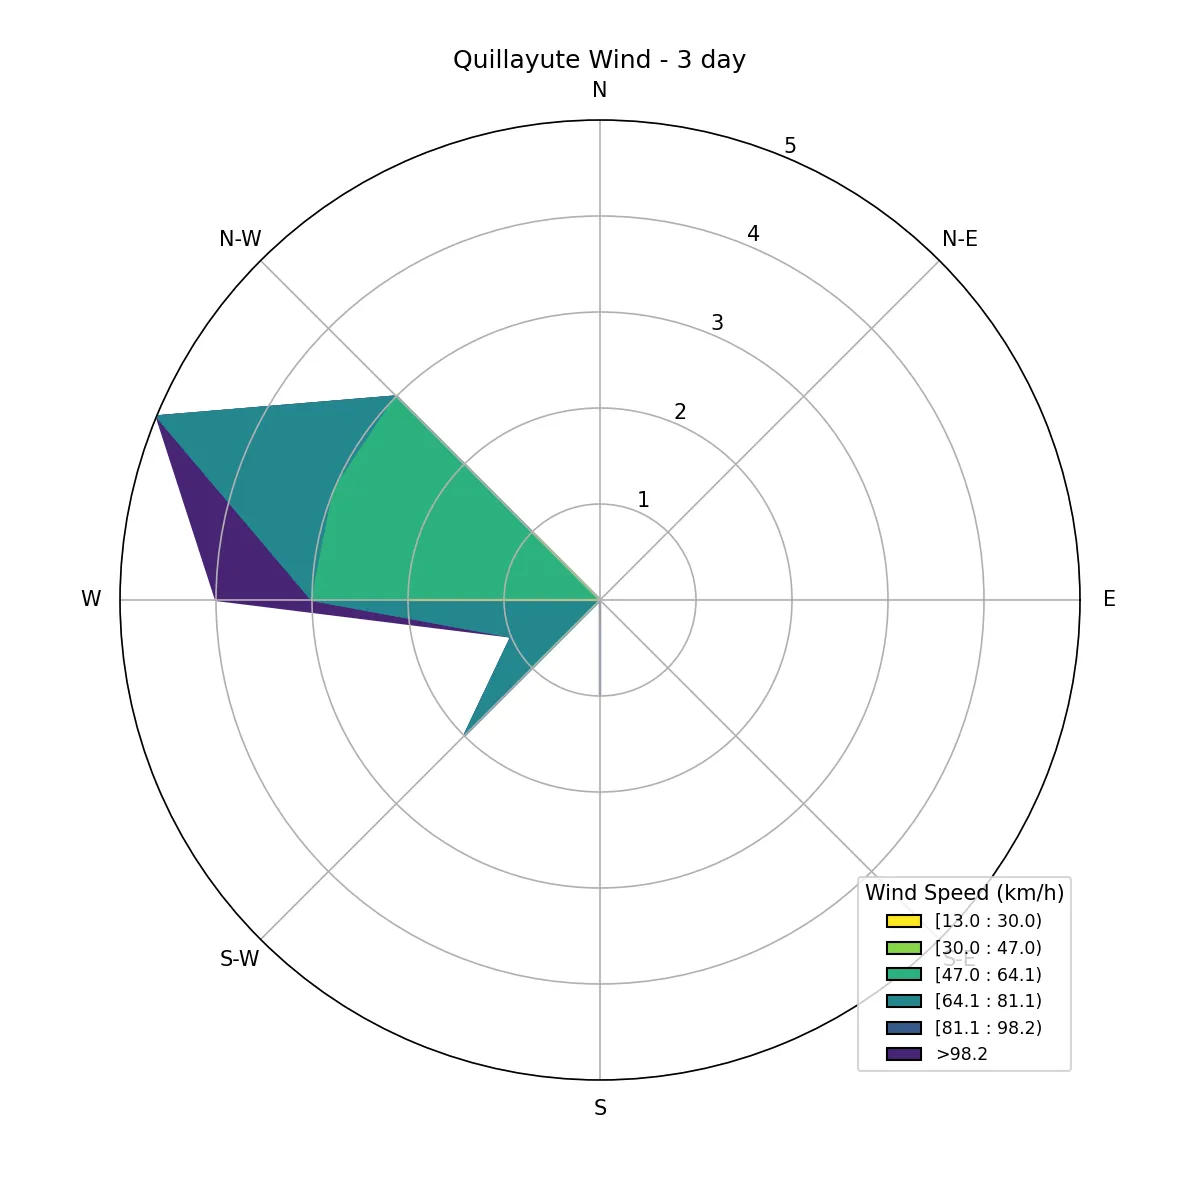 Quillayute Wind - 3 day
N
5
N-W
4
N-E
3
2
1
W
E
Wind Speed (km/h)
[13.0 : 30.0)
[30.0 : 47.0)
S-W
S-E
[47.0 : 64.1)
[64.1 : 81.1)
[81.1 : 98.2)
>98.2
S